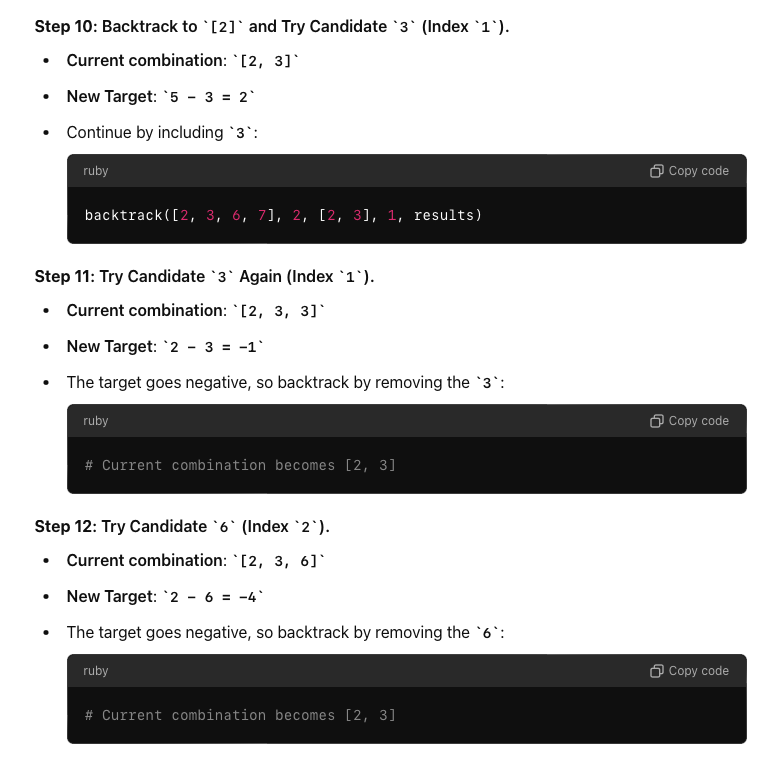 Step 10: Backtrack to `[2]` and Try Candidate `3` (Index `1`).
• Current combination: `[2, 3]`
• New Target: `5 - 3 = 2`
• Continue by including `3`:
ruby Copy code
backtrack([2, 3, 6, 7], 2, [2, 3], 1, results)
Step 11: Try Candidate `3` Again (Index `1`).
• Current combination: `[2, 3, 3]`
• New Target: `2 - 3 = -1`
• The target goes negative, so backtrack by removing the `3`:
ruby Copy code
# Current combination becomes [2, 3]
Step 12: Try Candidate `6` (Index `2`).
• Current combination: `[2, 3, 6]`
• New Target: `2 - 6 = -4`
• The target goes negative, so backtrack by removing the `6`:
ruby Copy code
# Current combination becomes [2, 3]